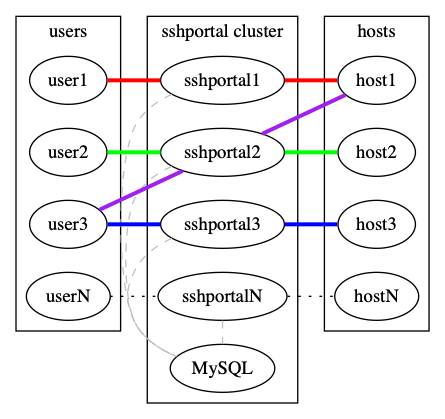 users sshportal cluster hosts
user1 sshportal1 host1
user2 sshportal2 host2
user3 sshportal3 host3
userN sshportalN hostN
MySQL